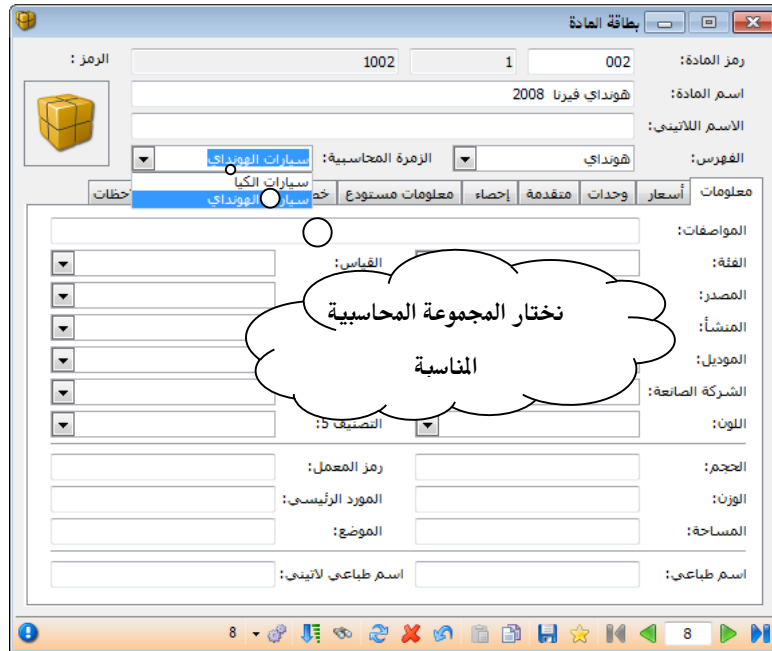 بطاقة المادة
رمز المادة: 002 1 1002 الرمز :
اسم المادة: هونداي فيرنا 2008
الاسم اللاتيني:
الفهرس: هونداي الزمرة المحاسبية: سيارات الهونداي
سيارات الكيا
سيارات الهونداي
معلومات أسعار وحدات متقدمة إحصاء معلومات مستودع
المواصفات:
الفئة: القياس:
المصدر:
المنشأ:
الموديل:
الشركة الصانعة:
اللون: التصنيف 5:
نختار المجموعة المحاسبية
المناسبة
الحجم: رمز المعمل:
الوزن: المورد الرئيسي:
المساحة: الموضع:
اسم طباعي: اسم طباعي لاتيني:
8 8